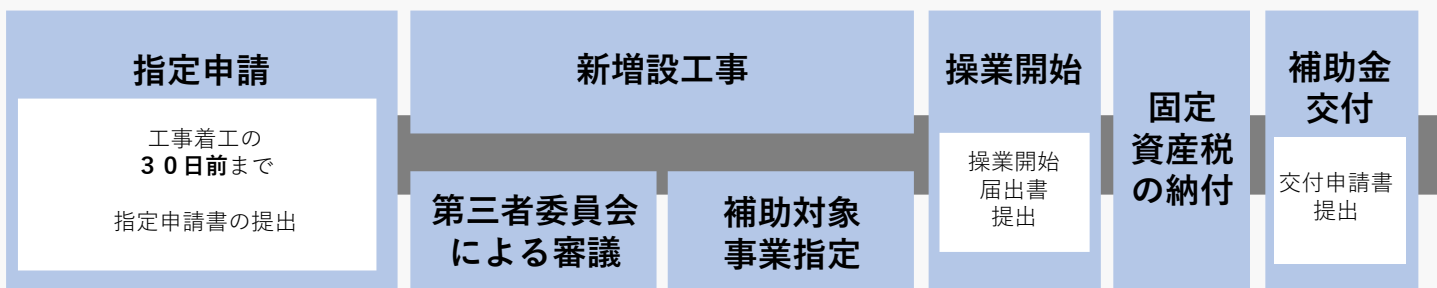 指定申請
工事着工の
３０日前まで
指定申請書の提出
新増設工事
第三者委員会
による審議
補助対象
事業指定
操業開始
操業開始
届出書
提出
固定
資産税
の納付
補助金
交付
交付申請書
提出